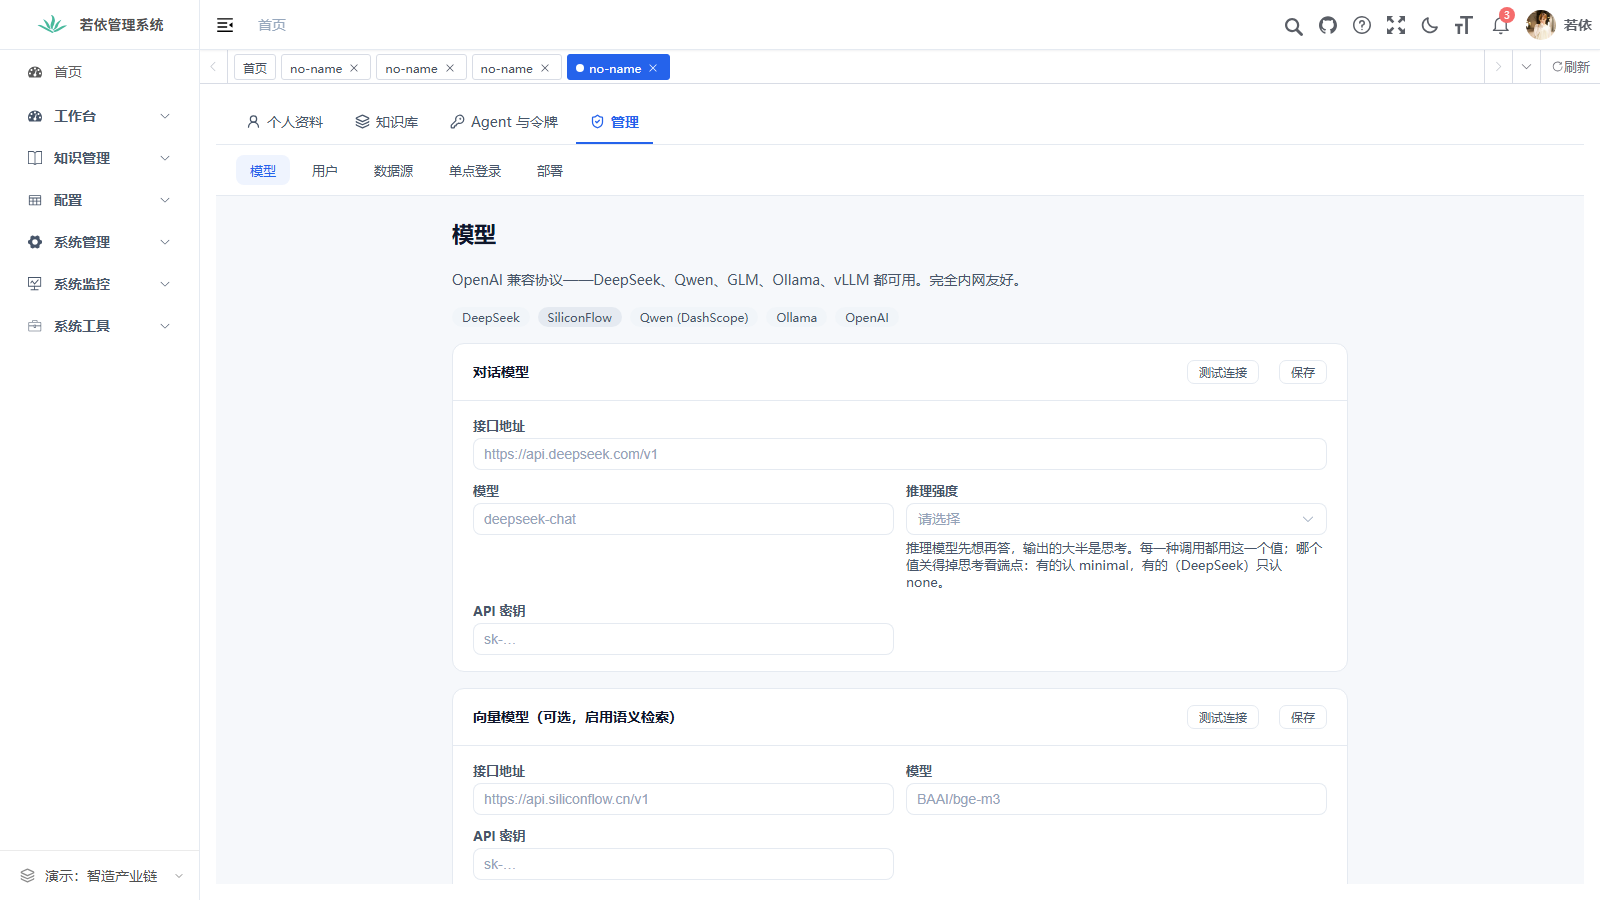 若依管理系统
首页
3
若依
首页
no-name
no-name
no-name
no-name
刷新
首页
工作台
知识管理
配置
系统管理
系统监控
系统工具
演示：智造产业链
个人资料
知识库
Agent 与令牌
管理
模型
用户
数据源
单点登录
部署
模型
OpenAI 兼容协议——DeepSeek、Qwen、GLM、Ollama、vLLM 都可用。完全内网友好。
DeepSeek
SiliconFlow
Qwen (DashScope)
Ollama
OpenAI
对话模型
测试连接
保存
接口地址
https://api.deepseek.com/v1
模型
deepseek-chat
推理强度
请选择
推理模型先想再答，输出的大半是思考。每一种调用都用这一个值；哪个
值关得掉思考看端点：有的认 minimal，有的（DeepSeek）只认
none。
API 密钥
sk-...
向量模型（可选，启用语义检索）
测试连接
保存
接口地址
https://api.siliconflow.cn/v1
模型
BAAI/bge-m3
API 密钥
sk-...